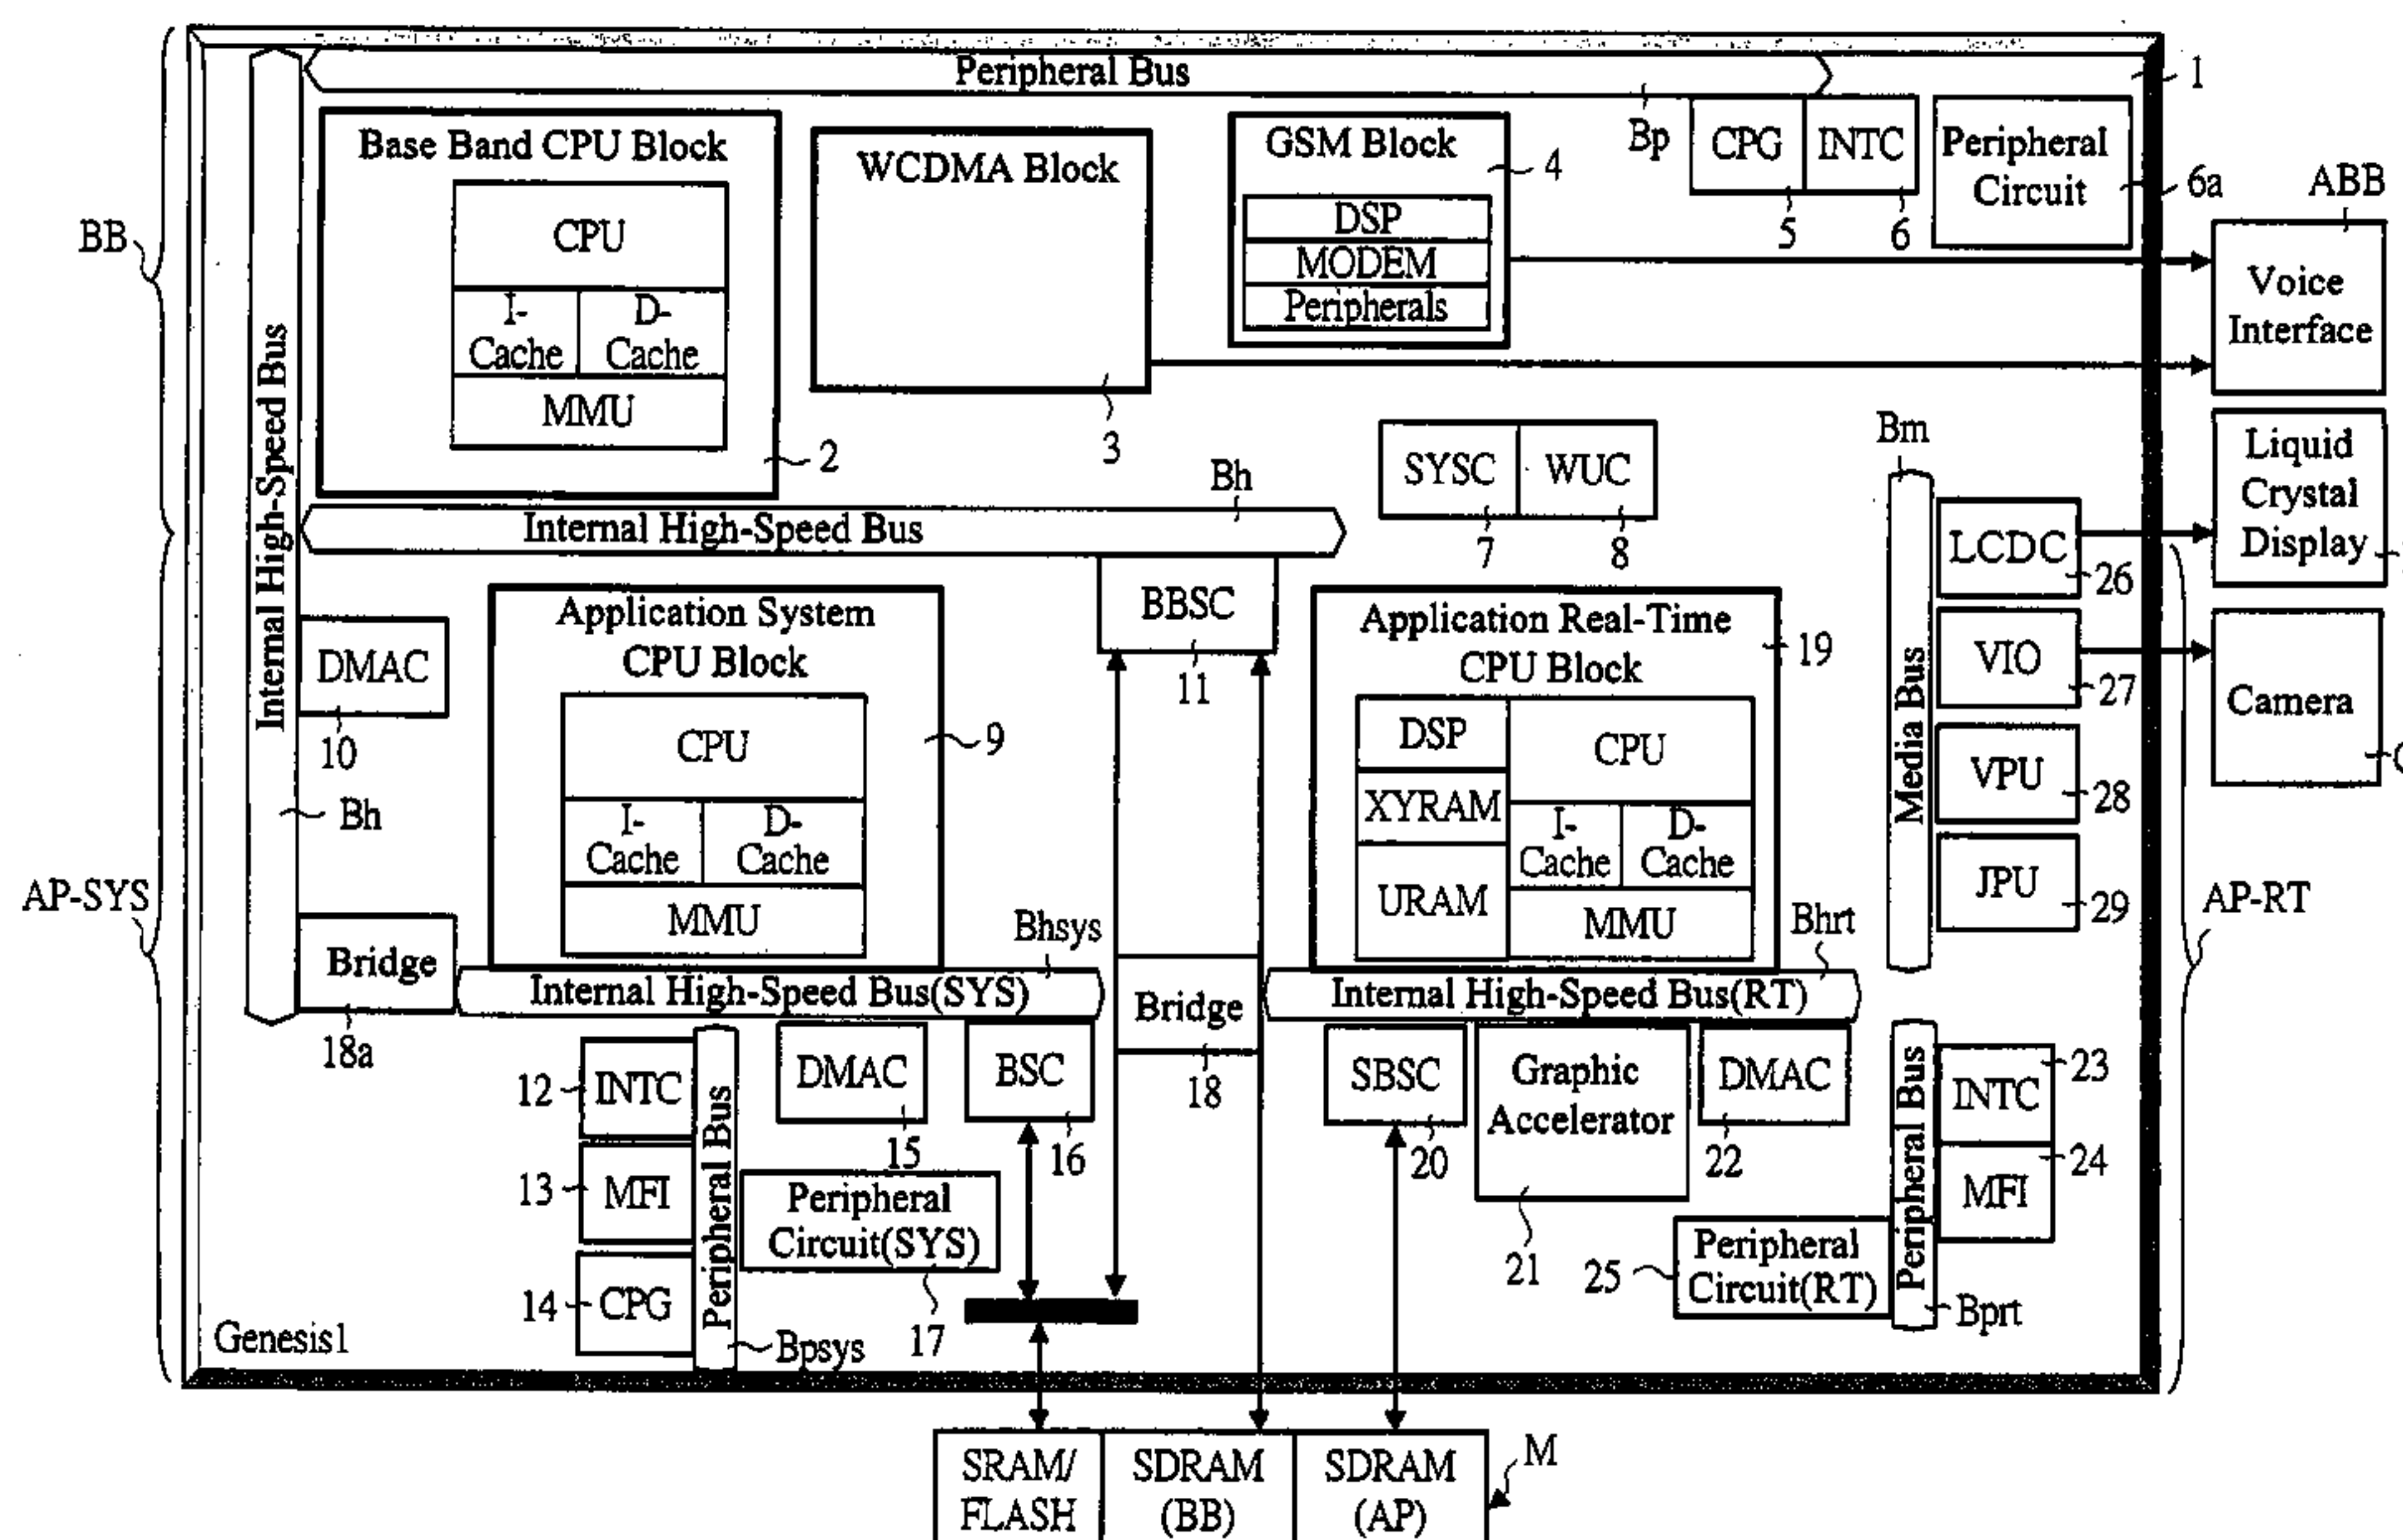 Peripheral Bus
1
Base Band CPU Block
CPU
I-
Cache
D-
Cache
MMU
2
WCDMA Block
3
GSM Block
DSP
MODEM
Peripherals
4
Bp
CPG
INTC
5
6
Peripheral
Circuit
6a
ABB
Voice
Interface
BB
Internal High-Speed Bus
Bh
Internal High-Speed Bus
Bh
SYSC
WUC
7
8
Bm
Media Bus
LCDC
26
VIO
27
VPU
28
JPU
29
Liquid
Crystal
Display
Camera
DMAC
10
Application System
CPU Block
CPU
I-
Cache
D-
Cache
MMU
9
BBSC
11
Application Real-Time
CPU Block
DSP
XYRAM
URAM
CPU
I-
Cache
D-
Cache
MMU
19
AP-SYS
AP-RT
Bridge
18a
Bhsys
Internal High-Speed Bus(SYS)
Bridge
18
Bhrt
Internal High-Speed Bus(RT)
12
INTC
13
MFI
14
CPG
Peripheral Bus
Bpsys
DMAC
15
BSC
16
Peripheral
Circuit(SYS)
17
SBSC
20
Graphic
Accelerator
21
DMAC
22
Peripheral Bus
Bprt
INTC
23
MFI
24
25
Peripheral
Circuit(RT)
Genesis1
SRAM/
FLASH
SDRAM
(BB)
SDRAM
(AP)
M